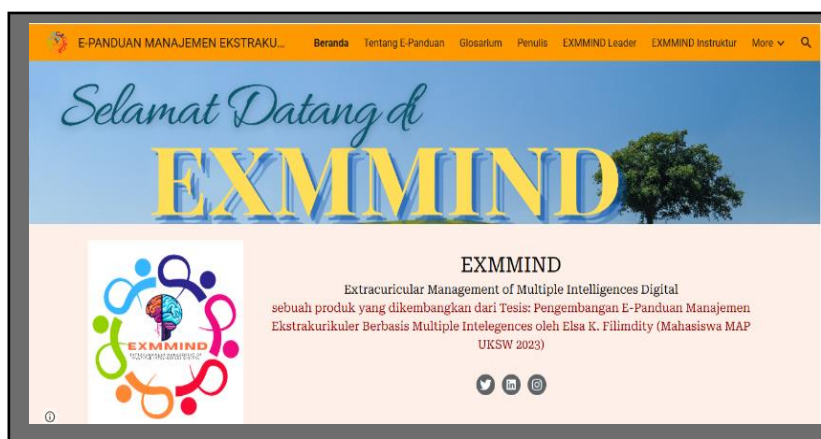 E-PANDUAN MANAJEMEN EKSTRAKU... Beranda Tentang E-Panduan Glosarium Penulis EXMMIND Leader EXMMIND Instruktur More
Selamat Datang di
EXMMIND
EXMMIND
EXMMIND
Extracuricular Management of Multiple Intelligences Digital
sebuah produk yang dikembangkan dari Tesis: Pengembangan E-Panduan Manajemen
Ekstrakurikuler Berbasis Multiple Intelegences oleh Elsa K. Filimdity (Mahasiswa MAP
UKSW 2023)